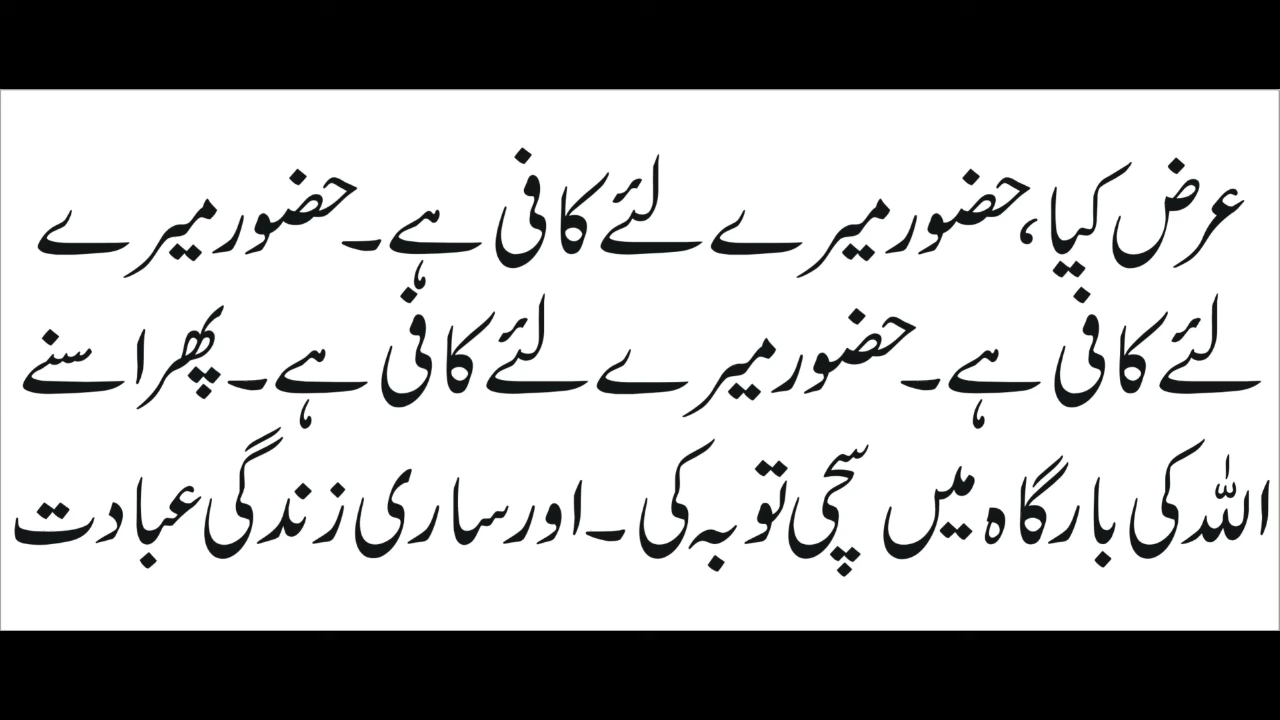 عرض کیا، حضور میرے لئے کافی ہے۔ حضور میرے
لئے کافی ہے۔ حضور میرے لئے کافی ہے۔ پھر اسنے
اللہ کی بارگاہ میں سچی توبہ کی۔ اور ساری زندگی عبادت